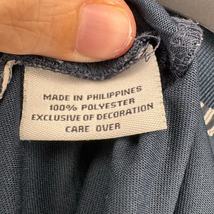 MADE IN PHILIPPINES
100% POLYESTER
EXCLUSIVE OF DECORATION
CARE OVER